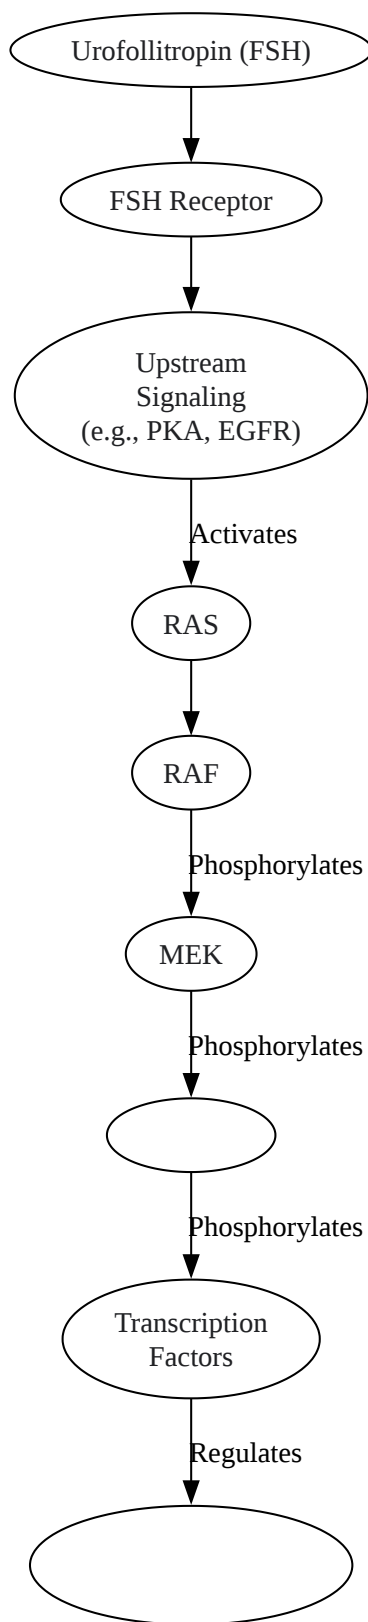 Urofollitropin (FSH)
FSH Receptor
Upstream
Signaling
(e.g., PKA, EGFR)
Activates
RAS
RAF
Phosphorylates
MEK
Phosphorylates
Phosphorylates
Transcription
Factors
Regulates